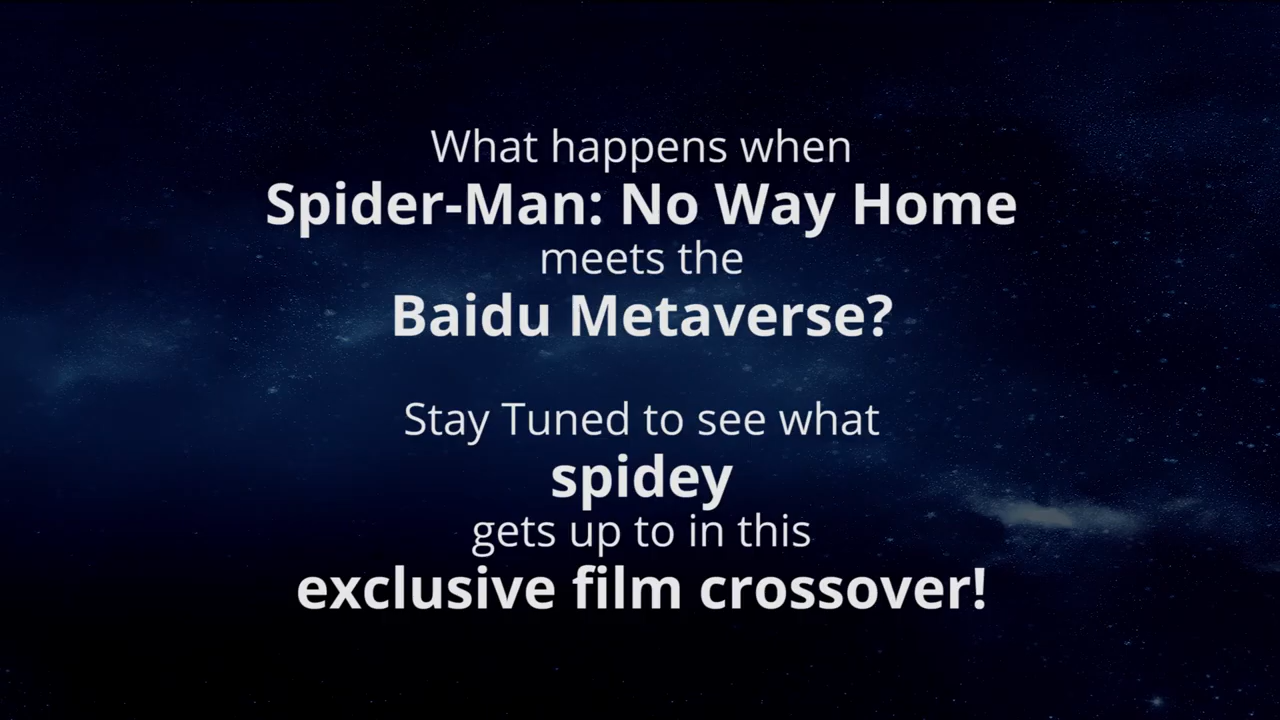 What happens when
Spider-Man: No Way Home
meets the
Baidu Metaverse?
Stay Tuned to see what
spidey
gets up to in this
exclusive film crossover!